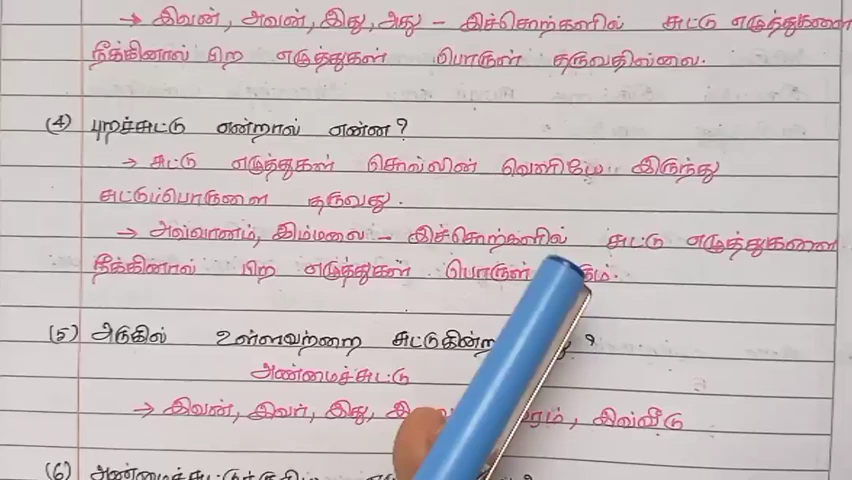 → இவன், அவன், இது, அது – இச்சொற்களில் சுட்டு எழுத்துகளை
நீக்கினால் பிற எழுத்துகள் பொருள் தருவதில்லை.
(4) புறச்சுட்டு என்றால் என்ன?
→ சுட்டு எழுத்துகள் சொல்லின் வெளியே இருந்து
சுட்டுப்பொருளை தருவது.
→ அவ்வானம், இம்மலை – இச்சொற்களில் சுட்டு எழுத்துகளை
நீக்கினால் பிற எழுத்துகள் பொருள்
(5) அருகில் உள்ளவற்றை ?
அண்மைச்சுட்டு
→ இவன், இவர், இது, இவ்வீடு
(6)